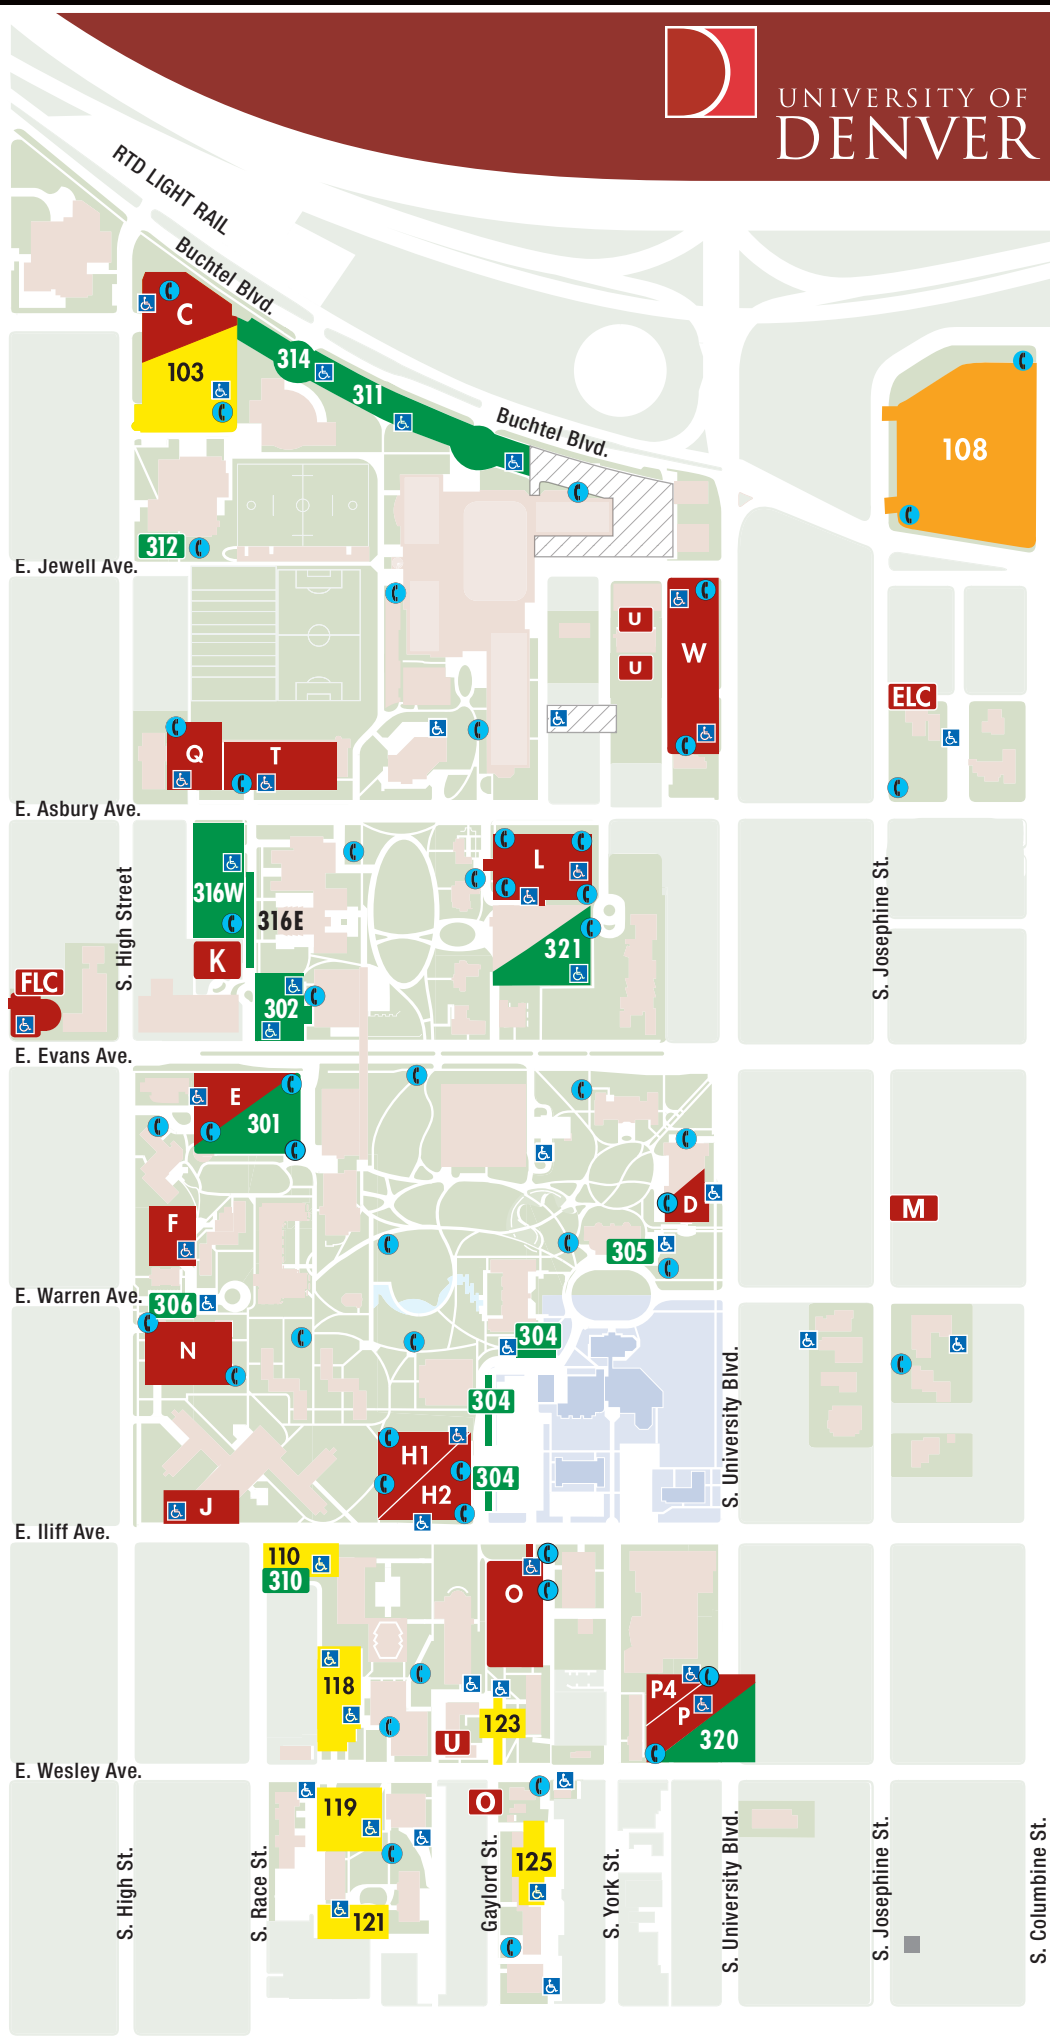 UNIVERSITY OF
DENVER
RTD LIGHT RAIL
Buchtel Blvd.
C
314
103
311
Buchtel Blvd.
108
312
E. Jewell Ave.
U
W
U
ELC
Q
T
E. Asbury Ave.
L
S. High Street
316W
316E
S. Josephine St.
321
K
FLC
302
E. Evans Ave.
E
301
D
M
F
305
E. Warren Ave.
306
304
N
S. University Blvd.
304
H1
304
H2
J
E. Iliff Ave.
110
310
O
118
P4
P
123
320
U
E. Wesley Ave.
119
O
125
S. High St.
S. Race St.
Gaylord St.
S. York St.
S. University Blvd.
S. Josephine St.
S. Columbine St.
121